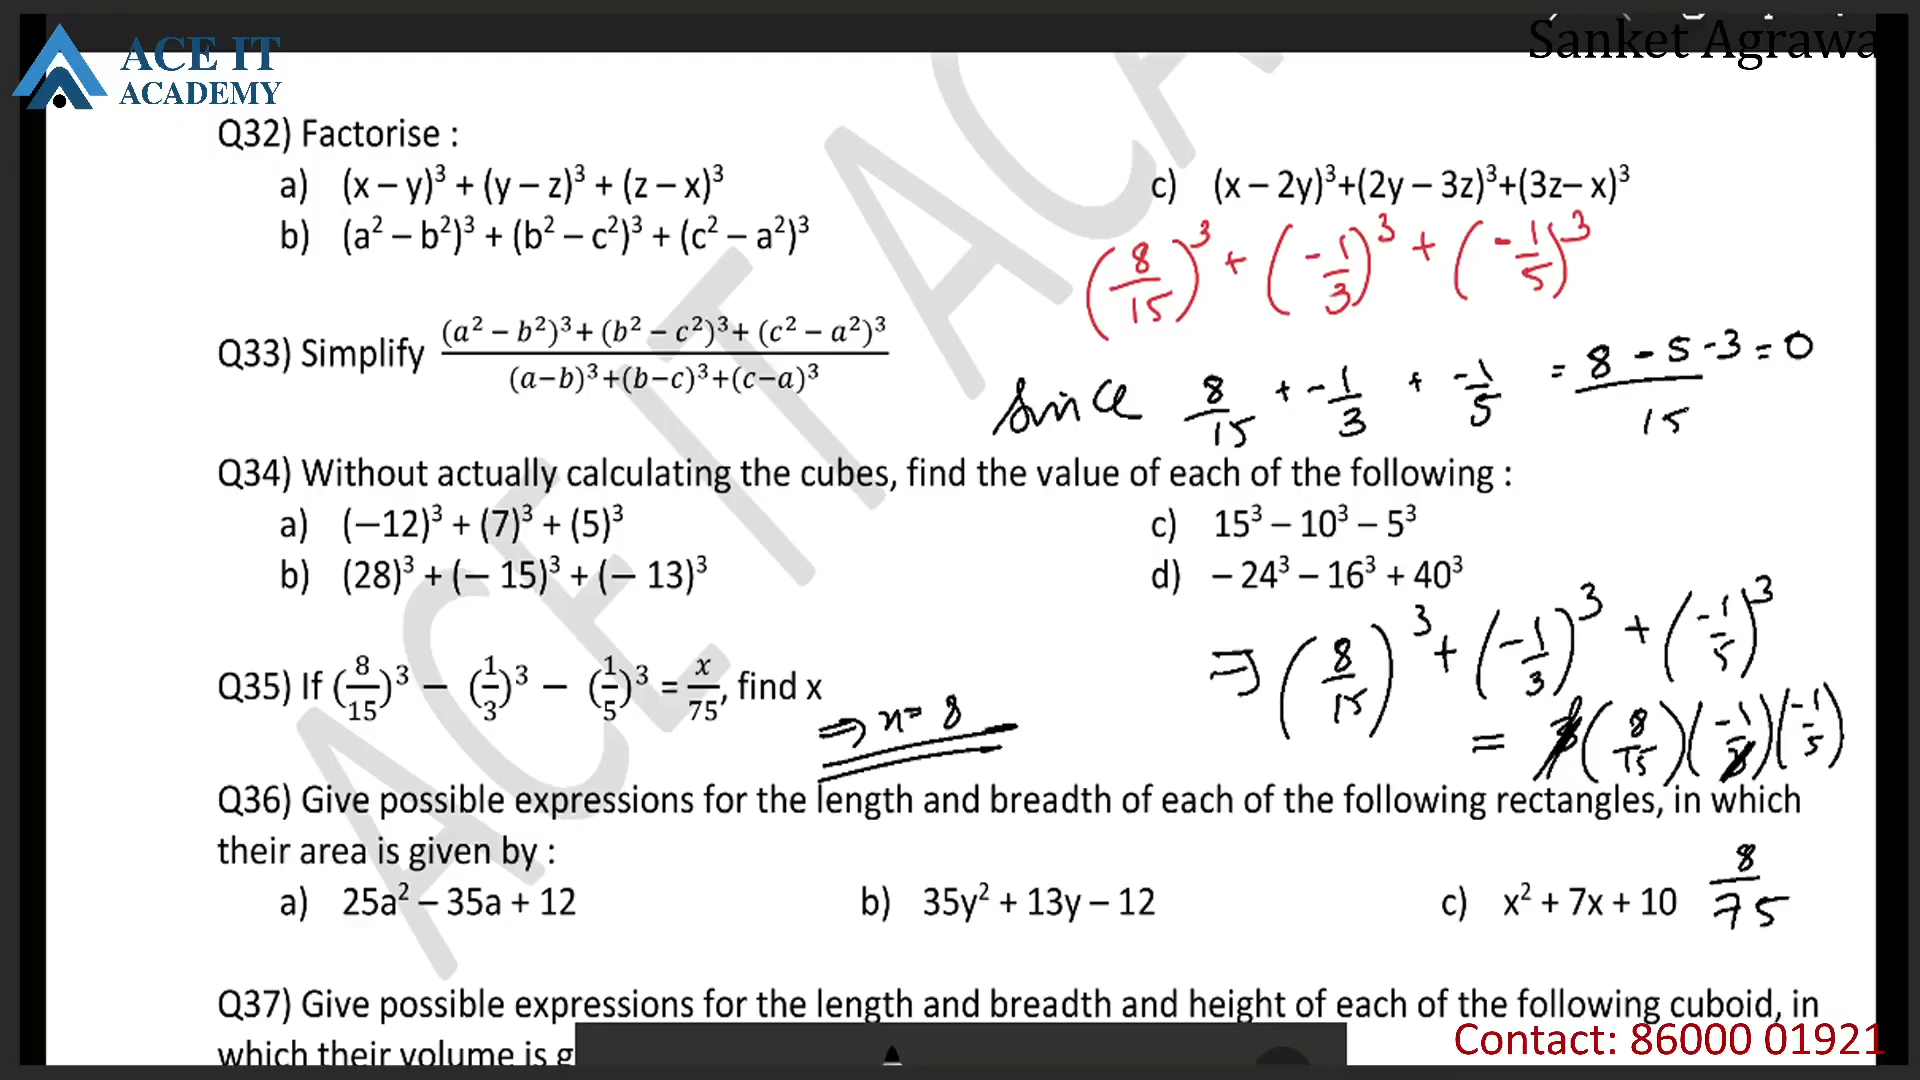 Sanket Agrawa
ACE IT
ACADEMY
Q32) Factorise :
a) (x – y)³ + (y – z)³ + (z – x)³
c) (x – 2y)³+(2y – 3z)³+(3z– x)³
b) (a² – b²)³ + (b² – c²)³ + (c² – a²)³
(8/15)³ + (-1/3)³ + (-1/5)³
Q33) Simplify ((a² – b²)³+ (b² – c²)³+ (c² – a²)³)/((a–b)³+(b–c)³+(c–a)³)
Since 8/15 + -1/3 + -1/5 = (8 - 5 - 3)/15 = 0
Q34) Without actually calculating the cubes, find the value of each of the following :
a) (–12)³ + (7)³ + (5)³
c) 15³ – 10³ – 5³
b) (28)³ + (– 15)³ + (– 13)³
d) – 24³ – 16³ + 40³
⇒ (8/15)³ + (-1/3)³ + (-1/5)³
Q35) If (8/15)³ – (1/3)³ – (1/5)³ = x/75, find x
⇒ x = 8
= 3(8/15)(-1/3)(-1/5)
Q36) Give possible expressions for the length and breadth of each of the following rectangles, in which
their area is given by :
a) 25a² – 35a + 12
b) 35y² + 13y – 12
c) x² + 7x + 10
8/75
Q37) Give possible expressions for the length and breadth and height of each of the following cuboid, in
which their volume is g
Contact: 86000 01921
ACE IT ACA